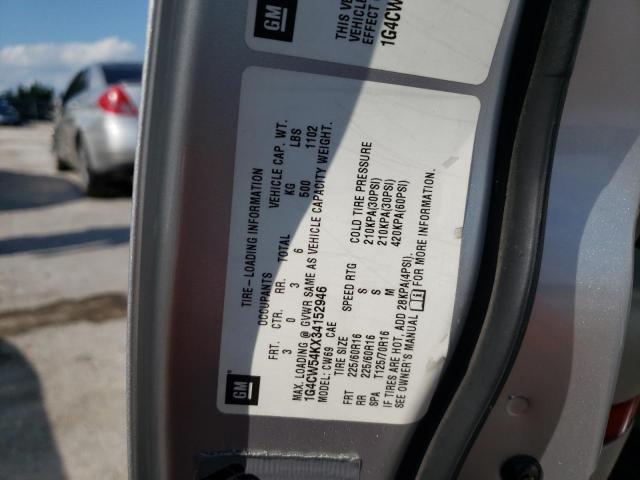 GM
TIRE-LOADING INFORMATION
OCCUPANTS VEHICLE CAP. WT.
FRT. CTR. RR. TOTAL KG LBS
3 0 3 6 500 1102
MAX. LOADING @ GVWR SAME AS VEHICLE CAPACITY WEIGHT.
1G4CW54KX34152946
MODEL: CW69 CAE
TIRE SIZE SPEED RTG COLD TIRE PRESSURE
FRT 225/60R16 S 210KPA(30PSI)
RR 225/60R16 S 210KPA(30PSI)
SPA T125/70R16 M 420KPA(60PSI)
IF TIRES ARE HOT, ADD 28KPA(4PSI).
SEE OWNER'S MANUAL FOR MORE INFORMATION.
GM
THIS VE
VEHICLE
EFFECT
1G4CW